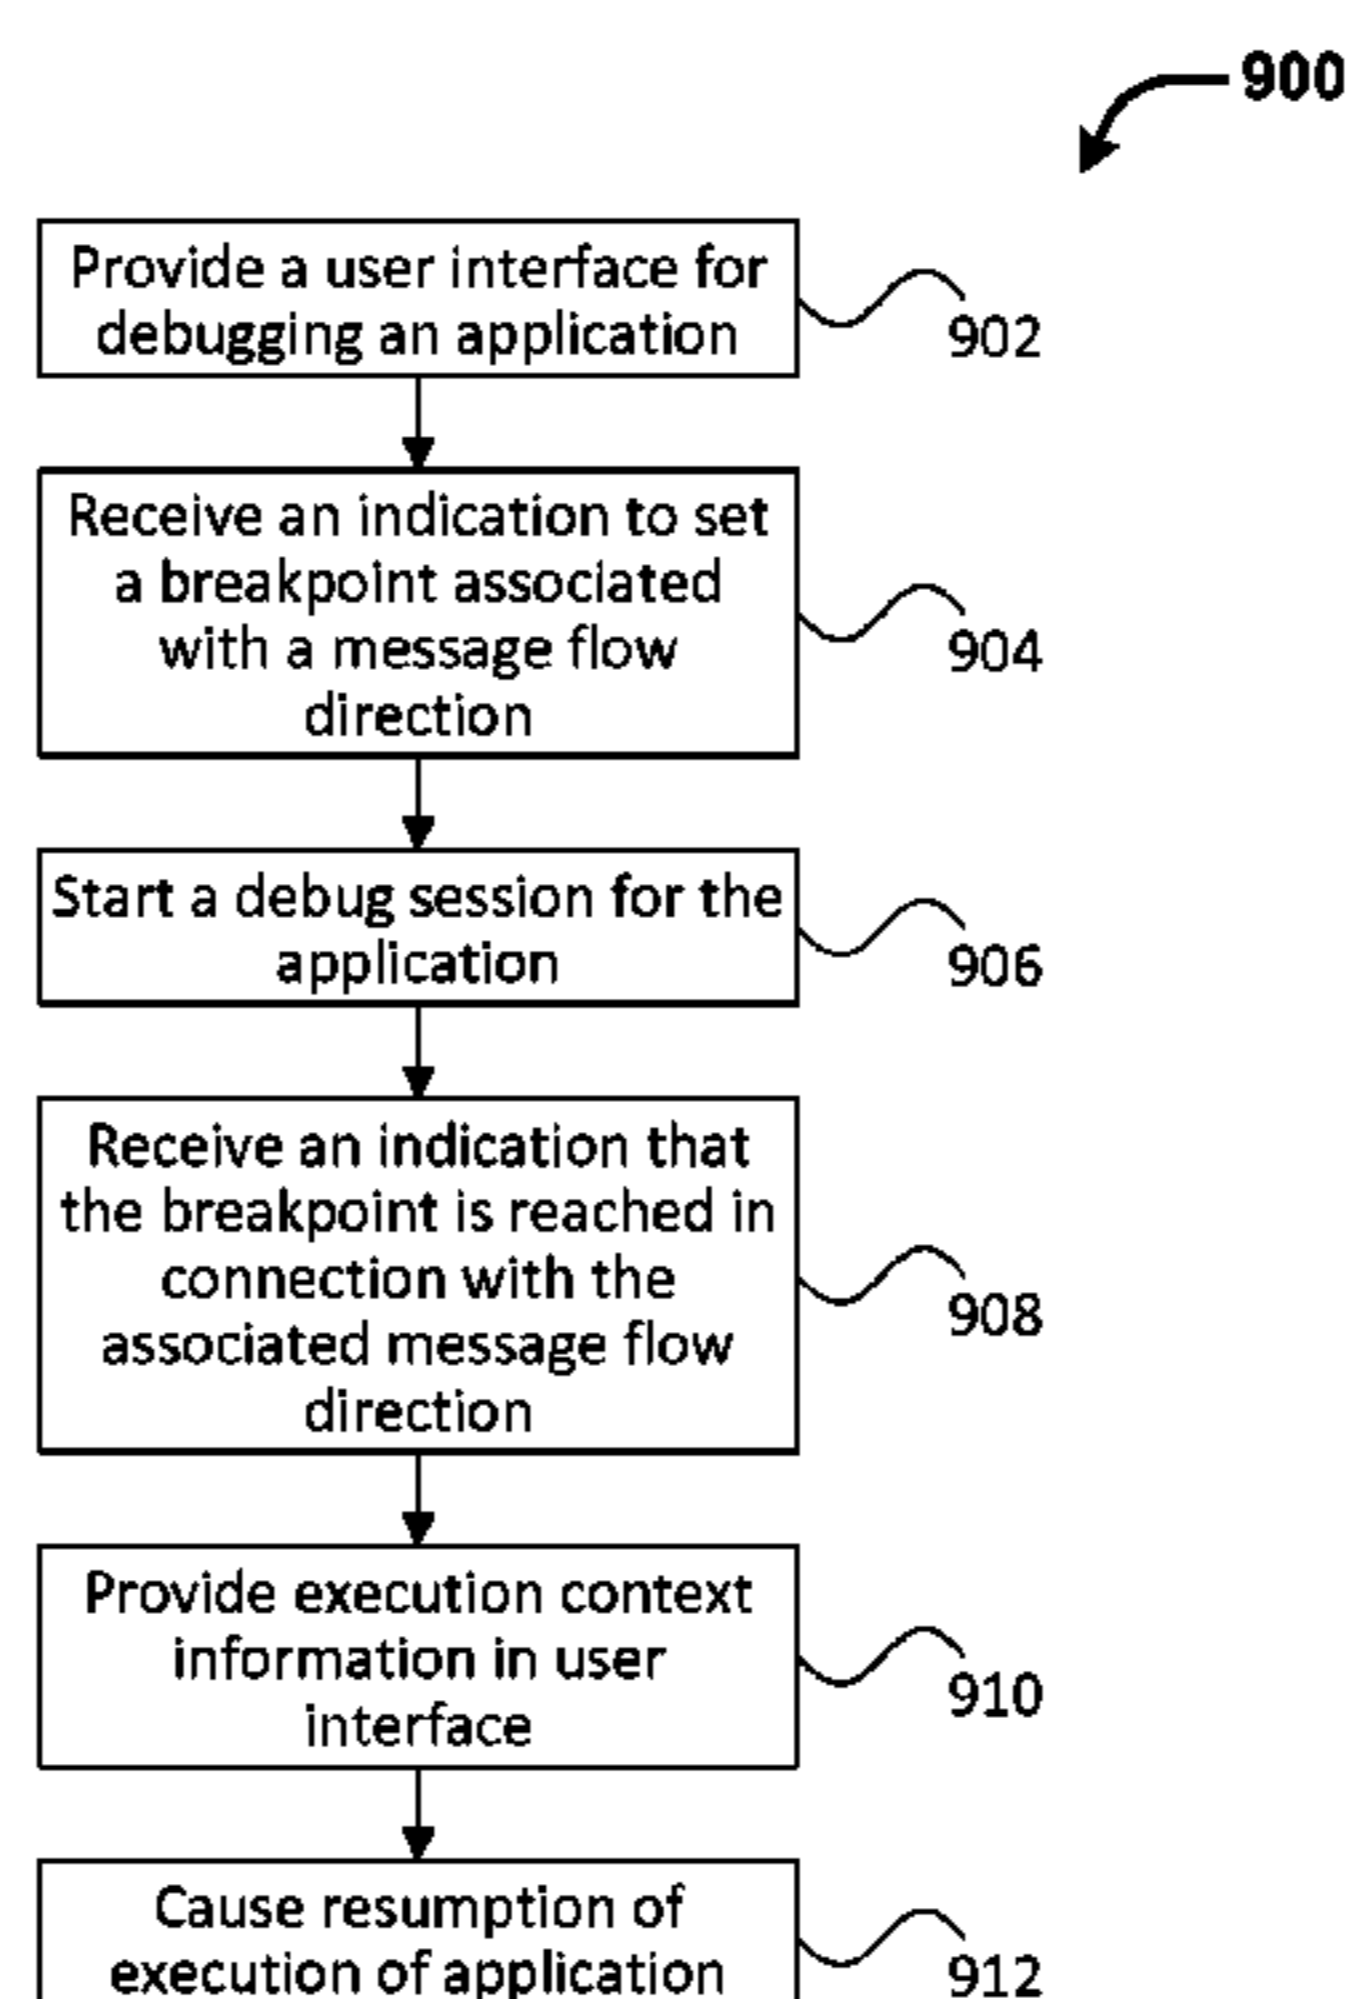 900
Provide a user interface for
debugging an application
902
Receive an indication to set
a breakpoint associated
with a message flow
direction
904
Start a debug session for the
application
906
Receive an indication that
the breakpoint is reached in
connection with the
associated message flow
direction
908
Provide execution context
information in user
interface
910
Cause resumption of
execution of application
912